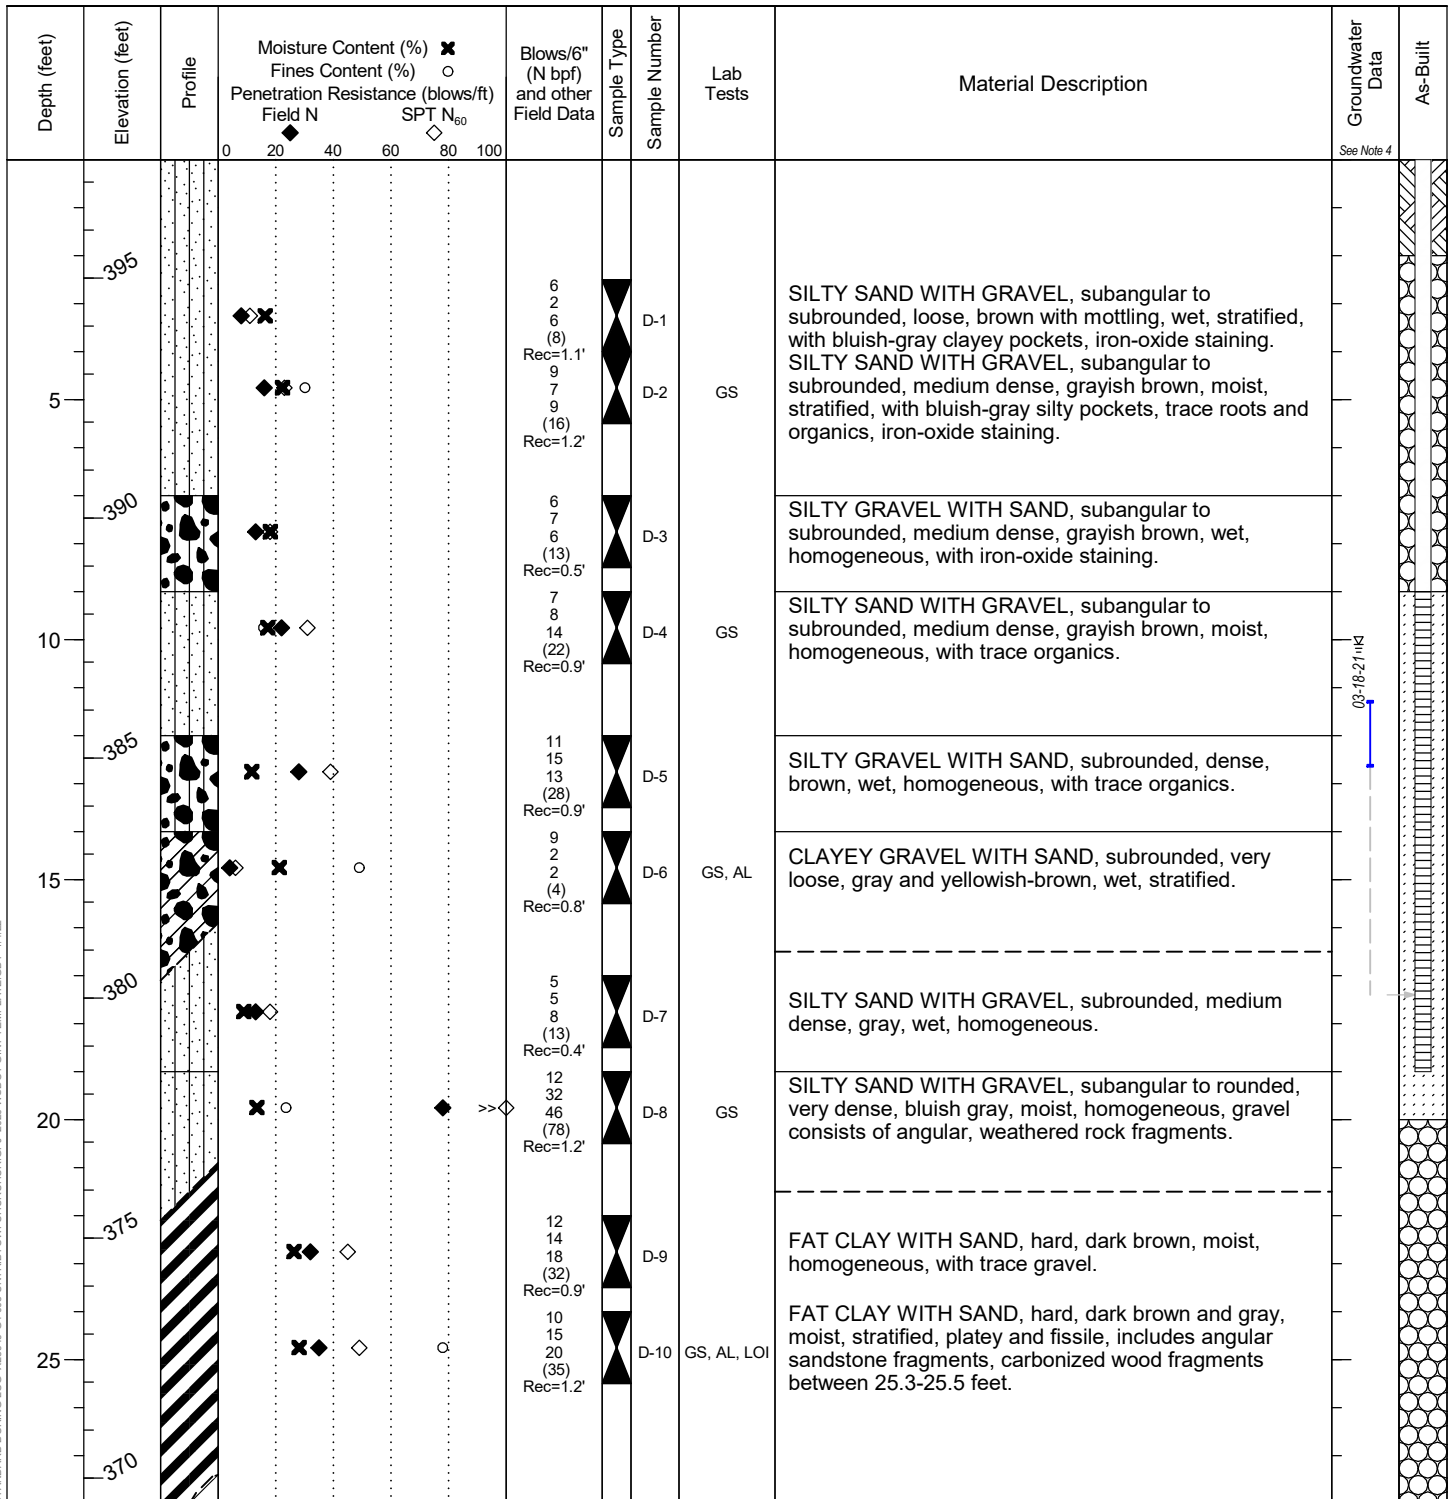 Depth (feet)
Elevation (feet)
Profile
Moisture Content (%)
Fines Content (%)
Penetration Resistance (blows/ft)
Field N SPT N60
0 20 40 60 80 100
Blows/6"
(N bpf)
and other
Field Data
Sample Type
Sample Number
Lab
Tests
Material Description
Groundwater
Data
See Note 4
As-Built
395
6
2
6
(8)
Rec=1.1'
D-1
SILTY SAND WITH GRAVEL, subangular to
subrounded, loose, brown with mottling, wet, stratified,
with bluish-gray clayey pockets, iron-oxide staining.
5
9
7
9
(16)
Rec=1.2'
D-2
GS
SILTY SAND WITH GRAVEL, subangular to
subrounded, medium dense, grayish brown, moist,
stratified, with bluish-gray silty pockets, trace roots and
organics, iron-oxide staining.
390
6
7
6
(13)
Rec=0.5'
D-3
SILTY GRAVEL WITH SAND, subangular to
subrounded, medium dense, grayish brown, wet,
homogeneous, with iron-oxide staining.
10
7
8
14
(22)
Rec=0.9'
D-4
GS
SILTY SAND WITH GRAVEL, subangular to
subrounded, medium dense, grayish brown, moist,
homogeneous, with trace organics.
03-18-21
385
11
15
13
(28)
Rec=0.9'
D-5
SILTY GRAVEL WITH SAND, subrounded, dense,
brown, wet, homogeneous, with trace organics.
15
9
2
2
(4)
Rec=0.8'
D-6
GS, AL
CLAYEY GRAVEL WITH SAND, subrounded, very
loose, gray and yellowish-brown, wet, stratified.
380
5
5
8
(13)
Rec=0.4'
D-7
SILTY SAND WITH GRAVEL, subrounded, medium
dense, gray, wet, homogeneous.
20
>>
12
32
46
(78)
Rec=1.2'
D-8
GS
SILTY SAND WITH GRAVEL, subangular to rounded,
very dense, bluish gray, moist, homogeneous, gravel
consists of angular, weathered rock fragments.
375
12
14
18
(32)
Rec=0.9'
D-9
FAT CLAY WITH SAND, hard, dark brown, moist,
homogeneous, with trace gravel.
25
10
15
20
(35)
Rec=1.2'
D-10
GS, AL, LOI
FAT CLAY WITH SAND, hard, dark brown and gray,
moist, stratified, platey and fissile, includes angular
sandstone fragments, carbonized wood fragments
between 25.3-25.5 feet.
370